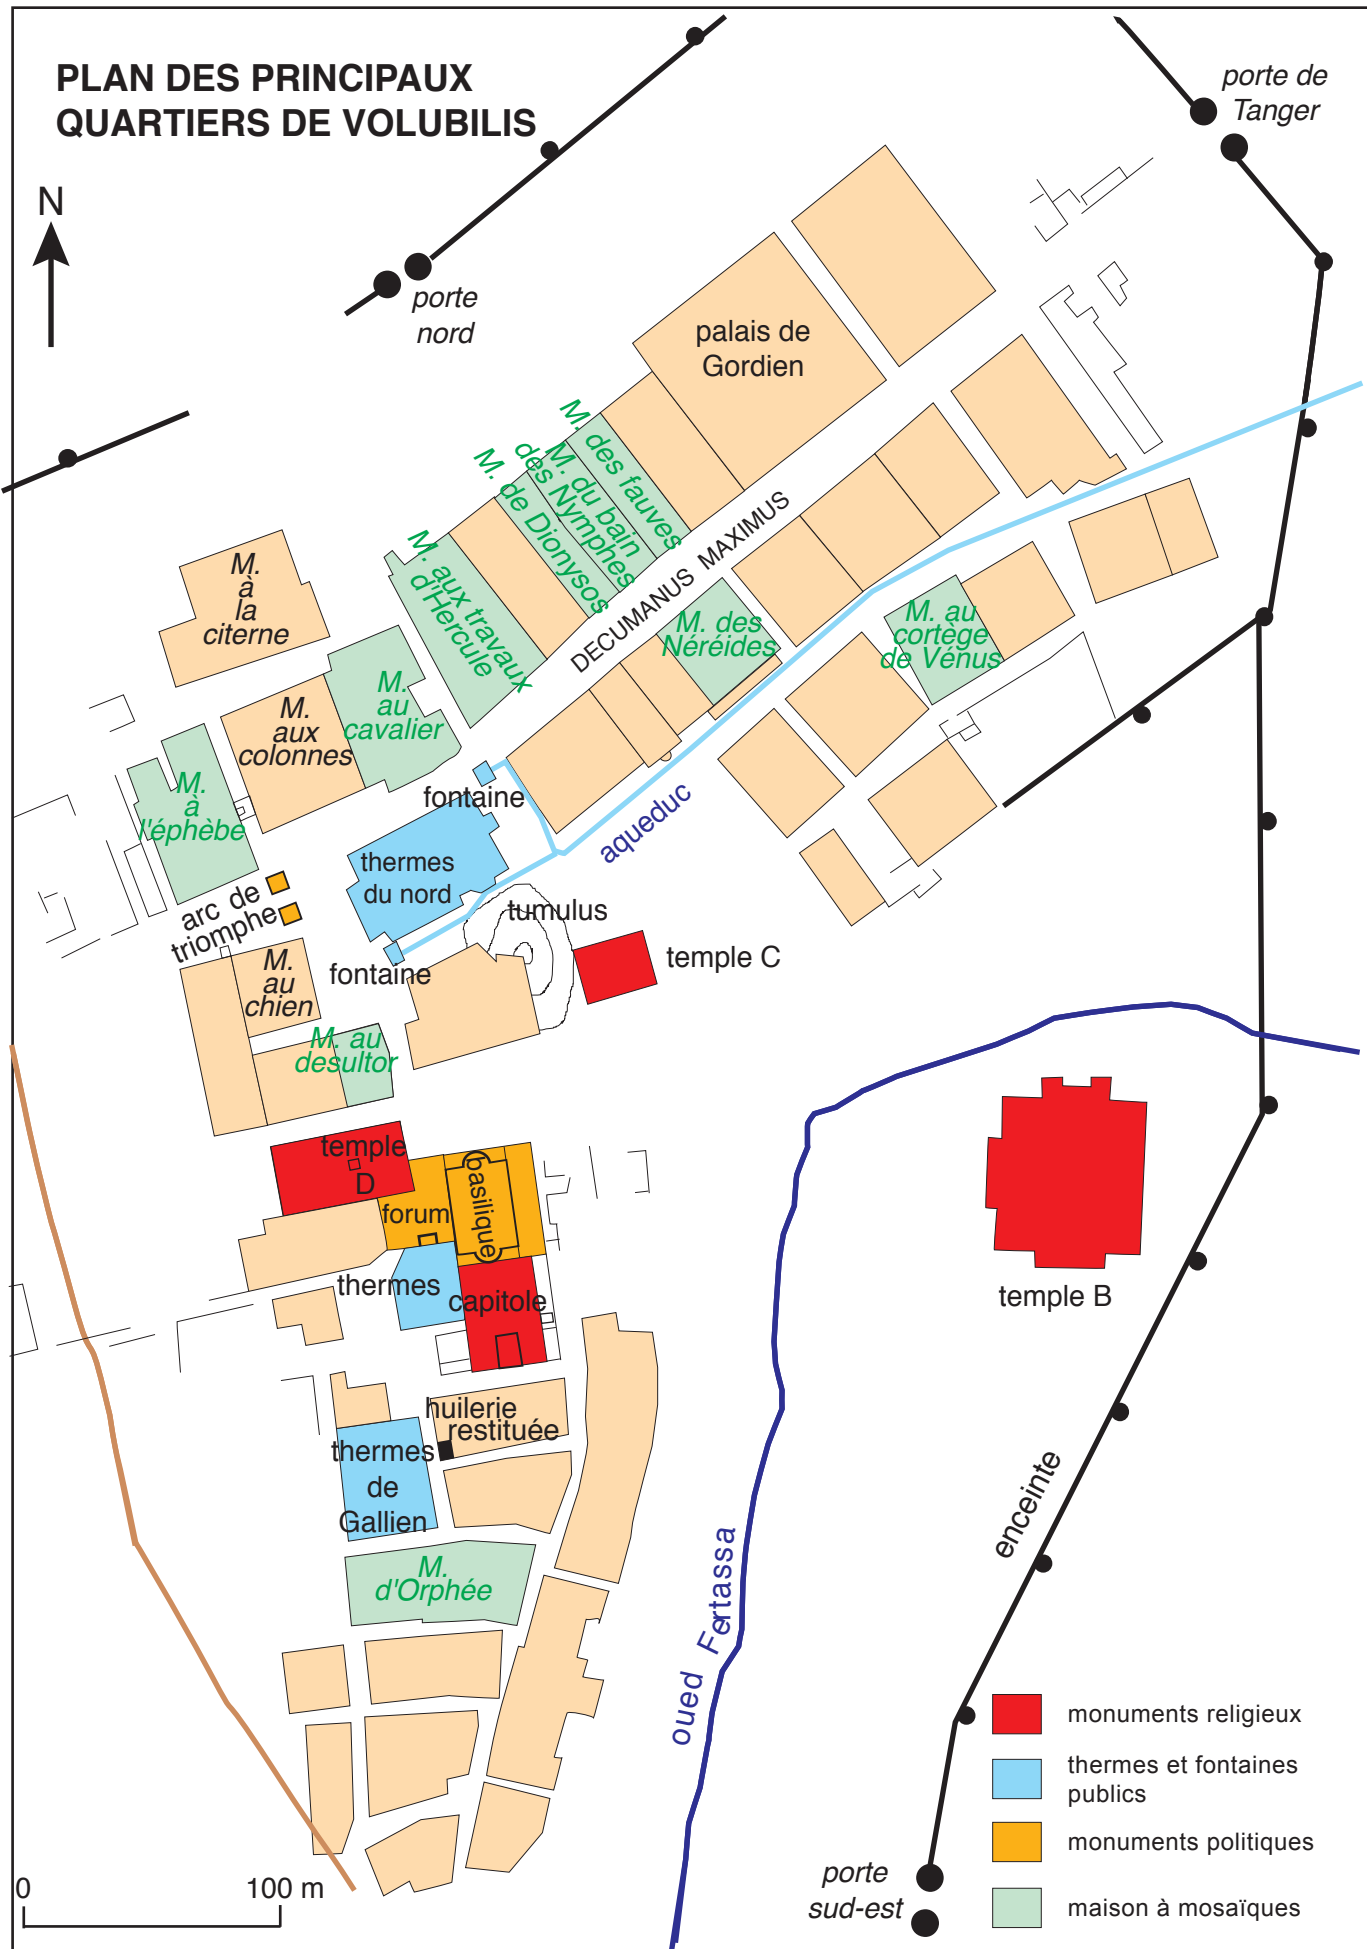 PLAN DES PRINCIPAUX
QUARTIERS DE VOLUBILIS
N
porte de
Tanger
porte
nord
palais de
Gordien
M. des fauves
M. du bain
des Nymphes
M. de Dionysos
M. aux travaux
d'Hercule
DECUMANUS MAXIMUS
M.
à
la
citerne
M. des
Néréides
M. au
cortège
de Vénus
M.
au
cavalier
M.
aux
colonnes
M.
à
l'éphèbe
fontaine
aqueduc
thermes
du nord
arc de
triomphe
tumulus
temple C
fontaine
M.
au
chien
M. au
desultor
temple
D
forum
basilique
thermes
capitole
temple B
huilerie
restituée
thermes
de
Gallien
enceinte
M.
d'Orphée
oued Fertassa
monuments religieux
thermes et fontaines
publics
monuments politiques
maison à mosaïques
porte
sud-est
0 100 m